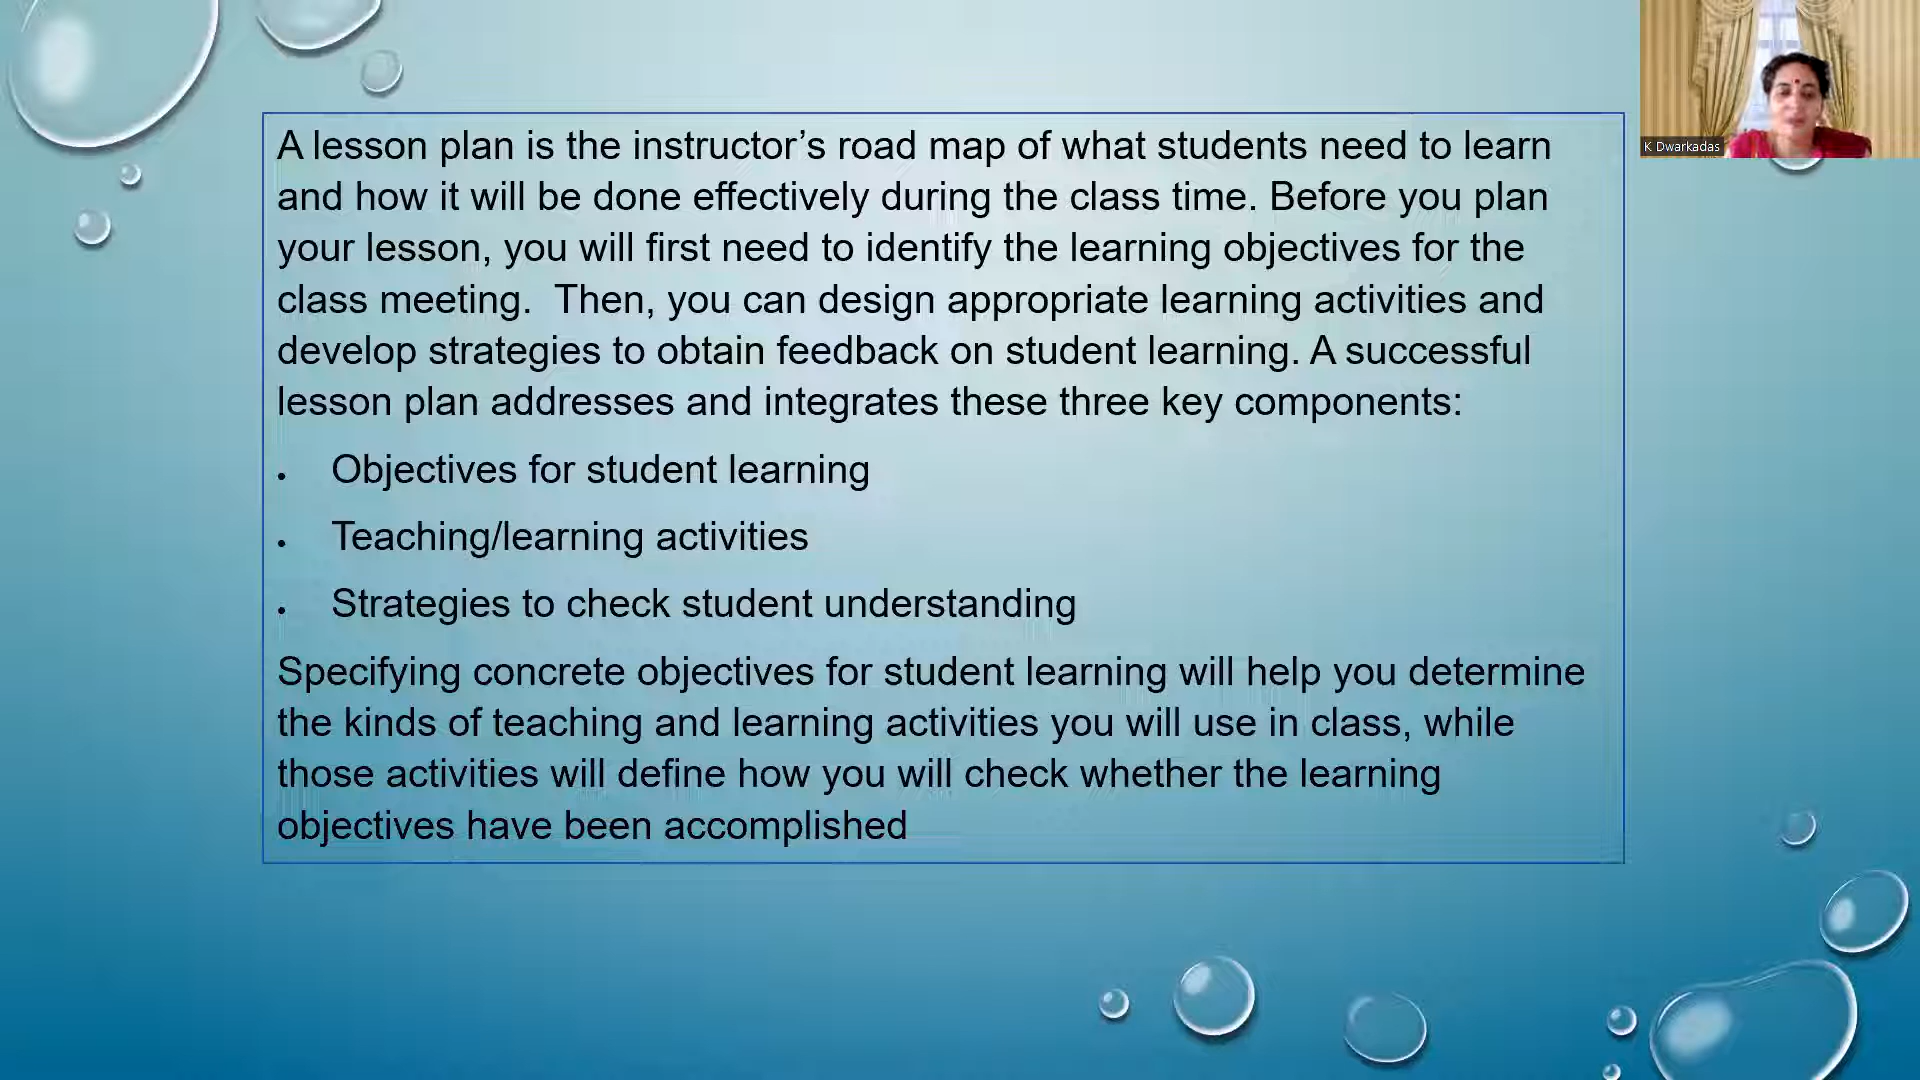 A lesson plan is the instructor’s road map of what students need to learn
and how it will be done effectively during the class time. Before you plan
your lesson, you will first need to identify the learning objectives for the
class meeting.  Then, you can design appropriate learning activities and
develop strategies to obtain feedback on student learning. A successful
lesson plan addresses and integrates these three key components:
• Objectives for student learning
• Teaching/learning activities
• Strategies to check student understanding
Specifying concrete objectives for student learning will help you determine
the kinds of teaching and learning activities you will use in class, while
those activities will define how you will check whether the learning
objectives have been accomplished
K Dwarkadas